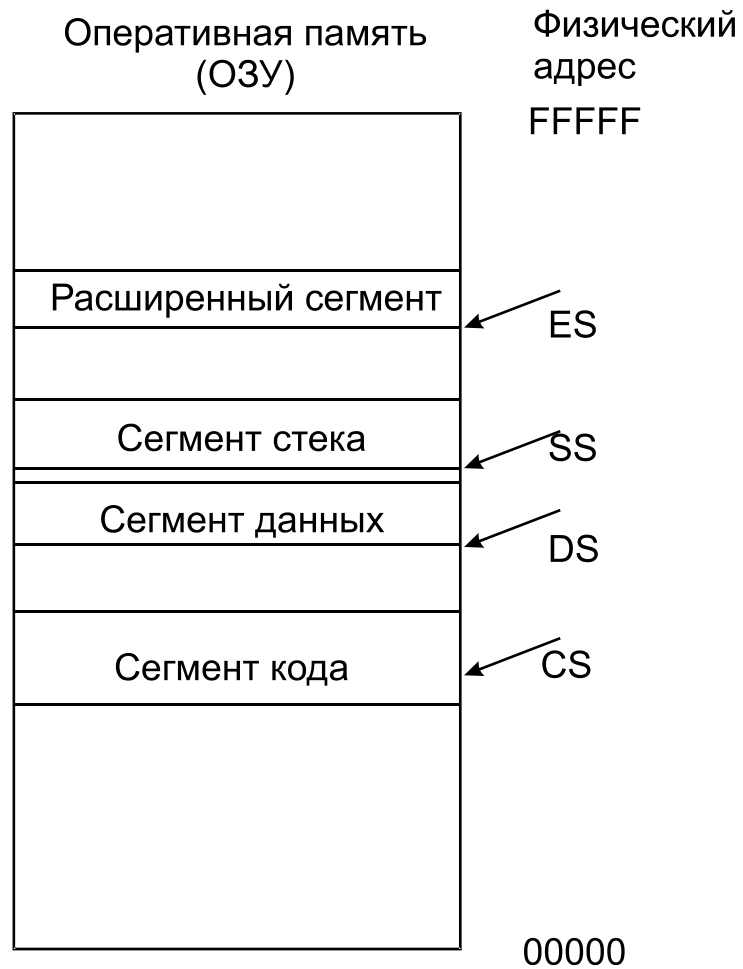 Оперативная память
(ОЗУ)
Физический
адрес
FFFFF
Расширенный сегмент
ES
Сегмент стека
SS
Сегмент данных
DS
Сегмент кода
CS
00000